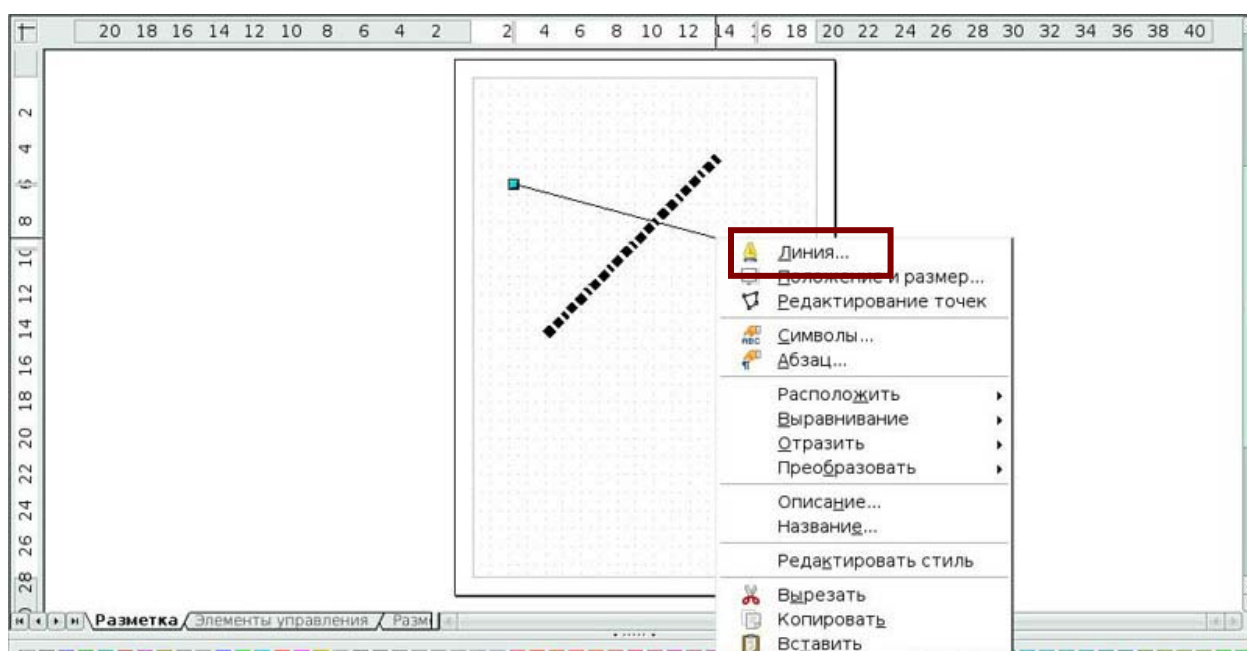 20 18 16 14 12 10 8 6 4 2 2 4 6 8 10 12 14 16 18 20 22 24 26 28 30 32 34 36 38 40
2
4
6
8
10
12
14
16
18
20
22
24
26
28
Линия...
Положение и размер...
Редактирование точек
ABC Символы...
Абзац...
Расположить
Выравнивание
Отразить
Преобразовать
Описание...
Название...
Редактировать стиль
Вырезать
Копировать
Вставить
Разметка Элементы управления Разм